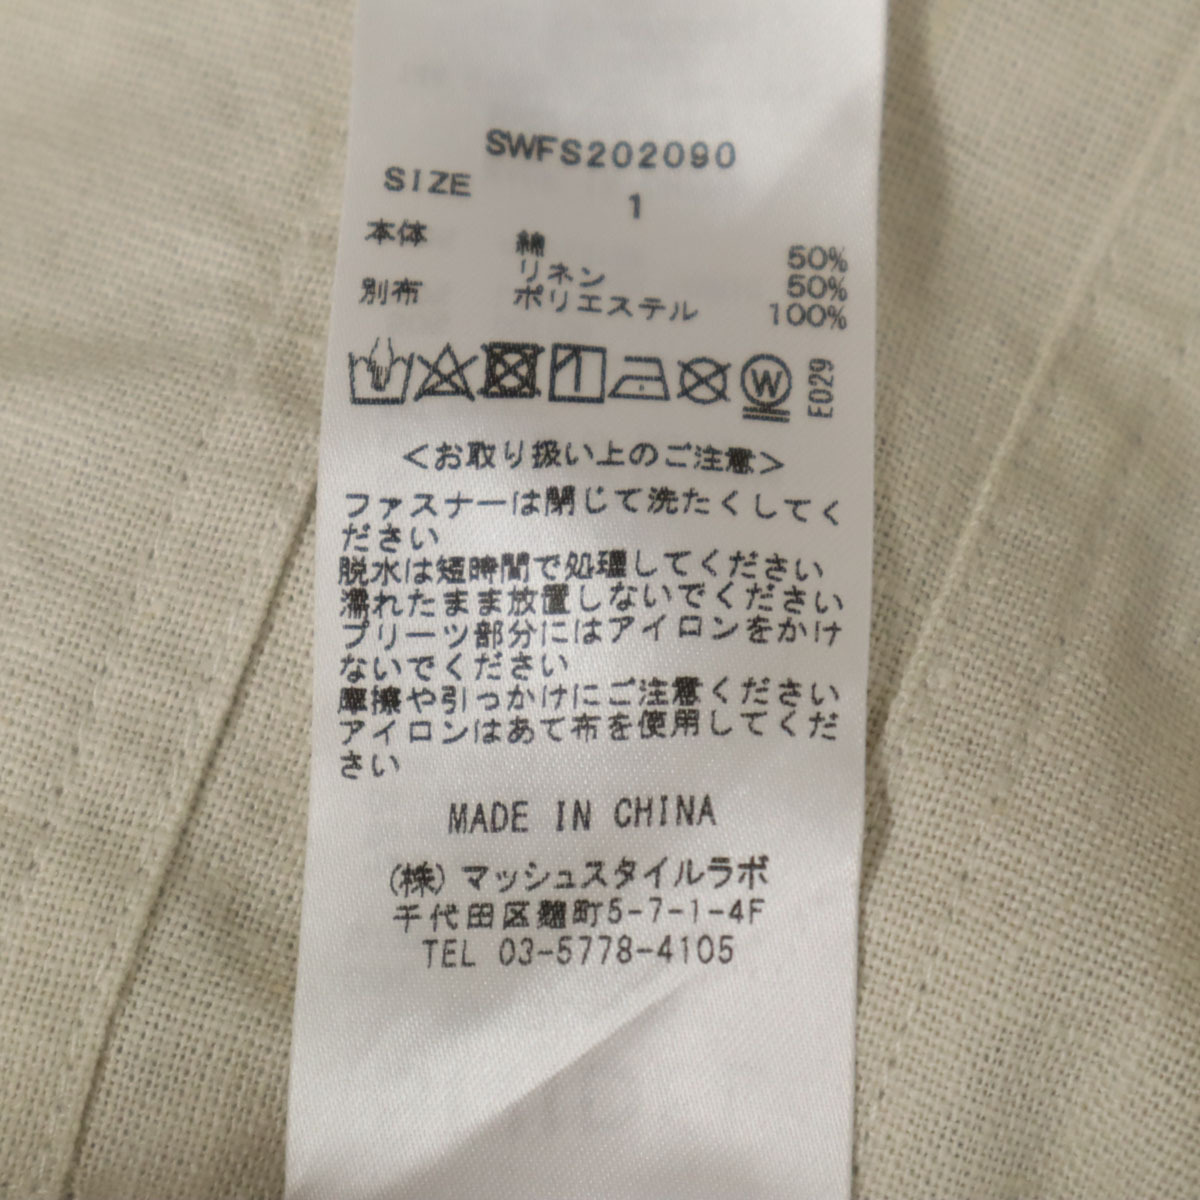 SWFS202090
SIZE 1
本体 綿 50%
リネン 50%
別布 ポリエステル 100%
W E029
<お取り扱い上のご注意>
ファスナーは閉じて洗たくしてく
ださい
脱水は短時間で処理してください
濡れたまま放置しないでください
プリーツ部分にはアイロンをかけ
ないでください
摩擦や引っかけにご注意ください
アイロンはあて布を使用してくだ
さい
MADE IN CHINA
(株)マッシュスタイルラボ
千代田区麹町5-7-1-4F
TEL 03-5778-4105